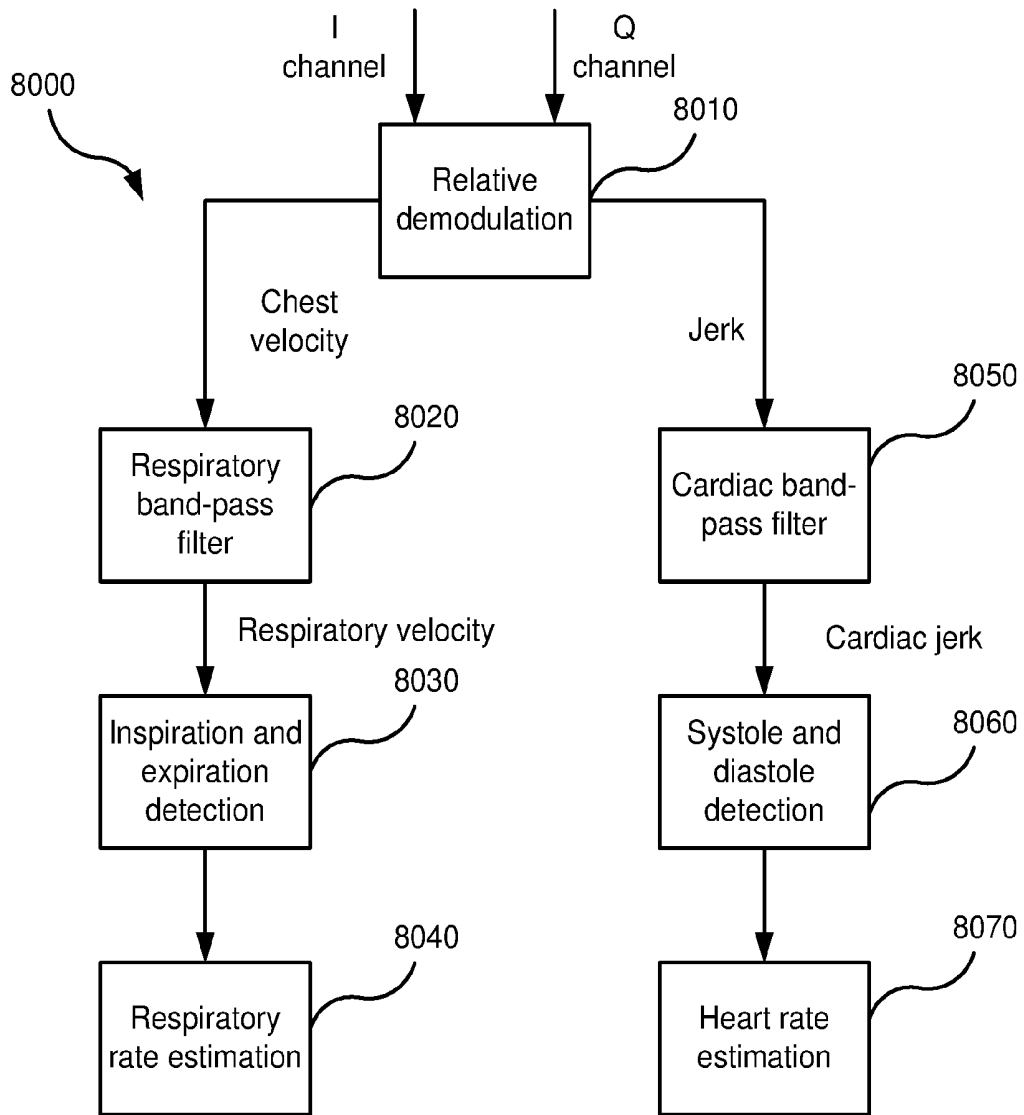 I
channel
Q
channel
8000
8010
Relative
demodulation
Chest
velocity
Jerk
8020
8050
Respiratory
band-pass
filter
Cardiac band-
pass filter
Respiratory velocity
Cardiac jerk
8030
8060
Inspiration and
expiration
detection
Systole and
diastole
detection
8040
8070
Respiratory
rate estimation
Heart rate
estimation